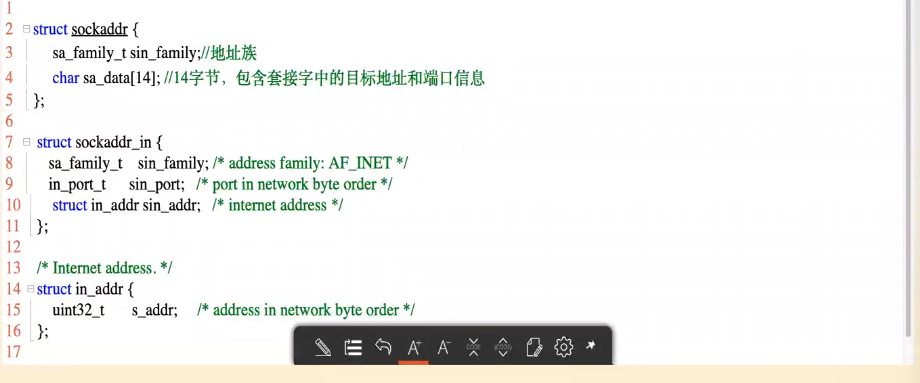 1
2 struct sockaddr {
3 sa_family_t sin_family;//地址族
4 char sa_data[14]; //14字节，包含套接字中的目标地址和端口信息
5 };
6
7 struct sockaddr_in {
8 sa_family_t sin_family; /* address family: AF_INET */
9 in_port_t sin_port; /* port in network byte order */
10 struct in_addr sin_addr; /* internet address */
11 };
12
13 /* Internet address. */
14 struct in_addr {
15 uint32_t s_addr; /* address in network byte order */
16 };
17
A+ A-